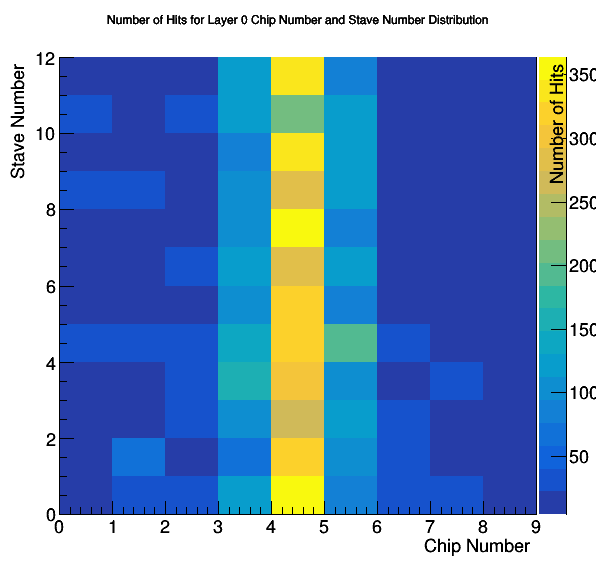 Number of Hits for Layer 0 Chip Number and Stave Number Distribution
Stave Number
12
10
8
6
4
2
0
0 1 2 3 4 5 6 7 8 9
Chip Number
Number of Hits
350
300
250
200
150
100
50